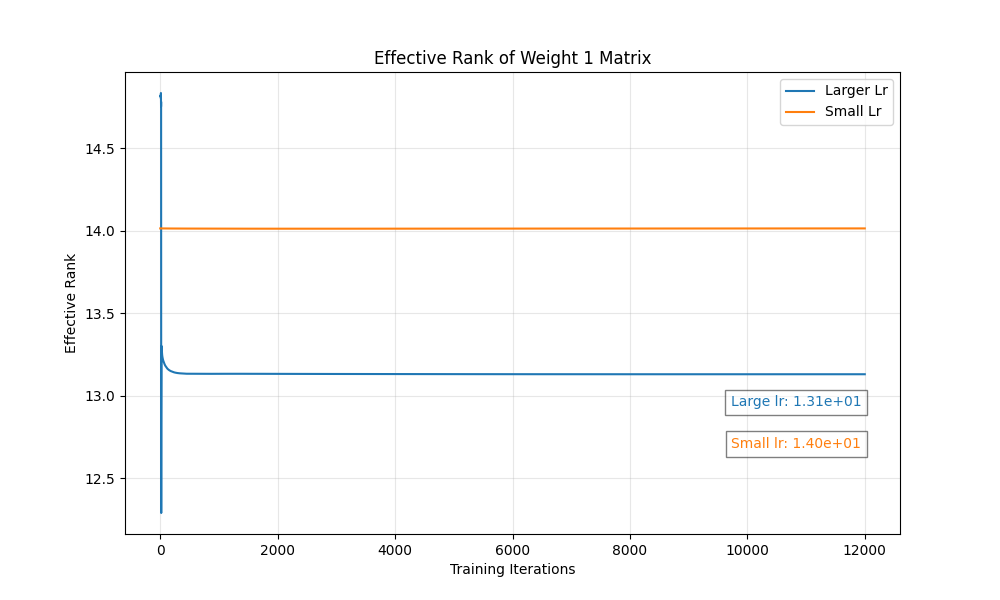 Effective Rank of Weight 1 Matrix
Larger Lr
Small Lr
14.5
14.0
13.5
13.0
12.5
Effective Rank
Large lr: 1.31e+01
Small lr: 1.40e+01
0 2000 4000 6000 8000 10000 12000
Training Iterations